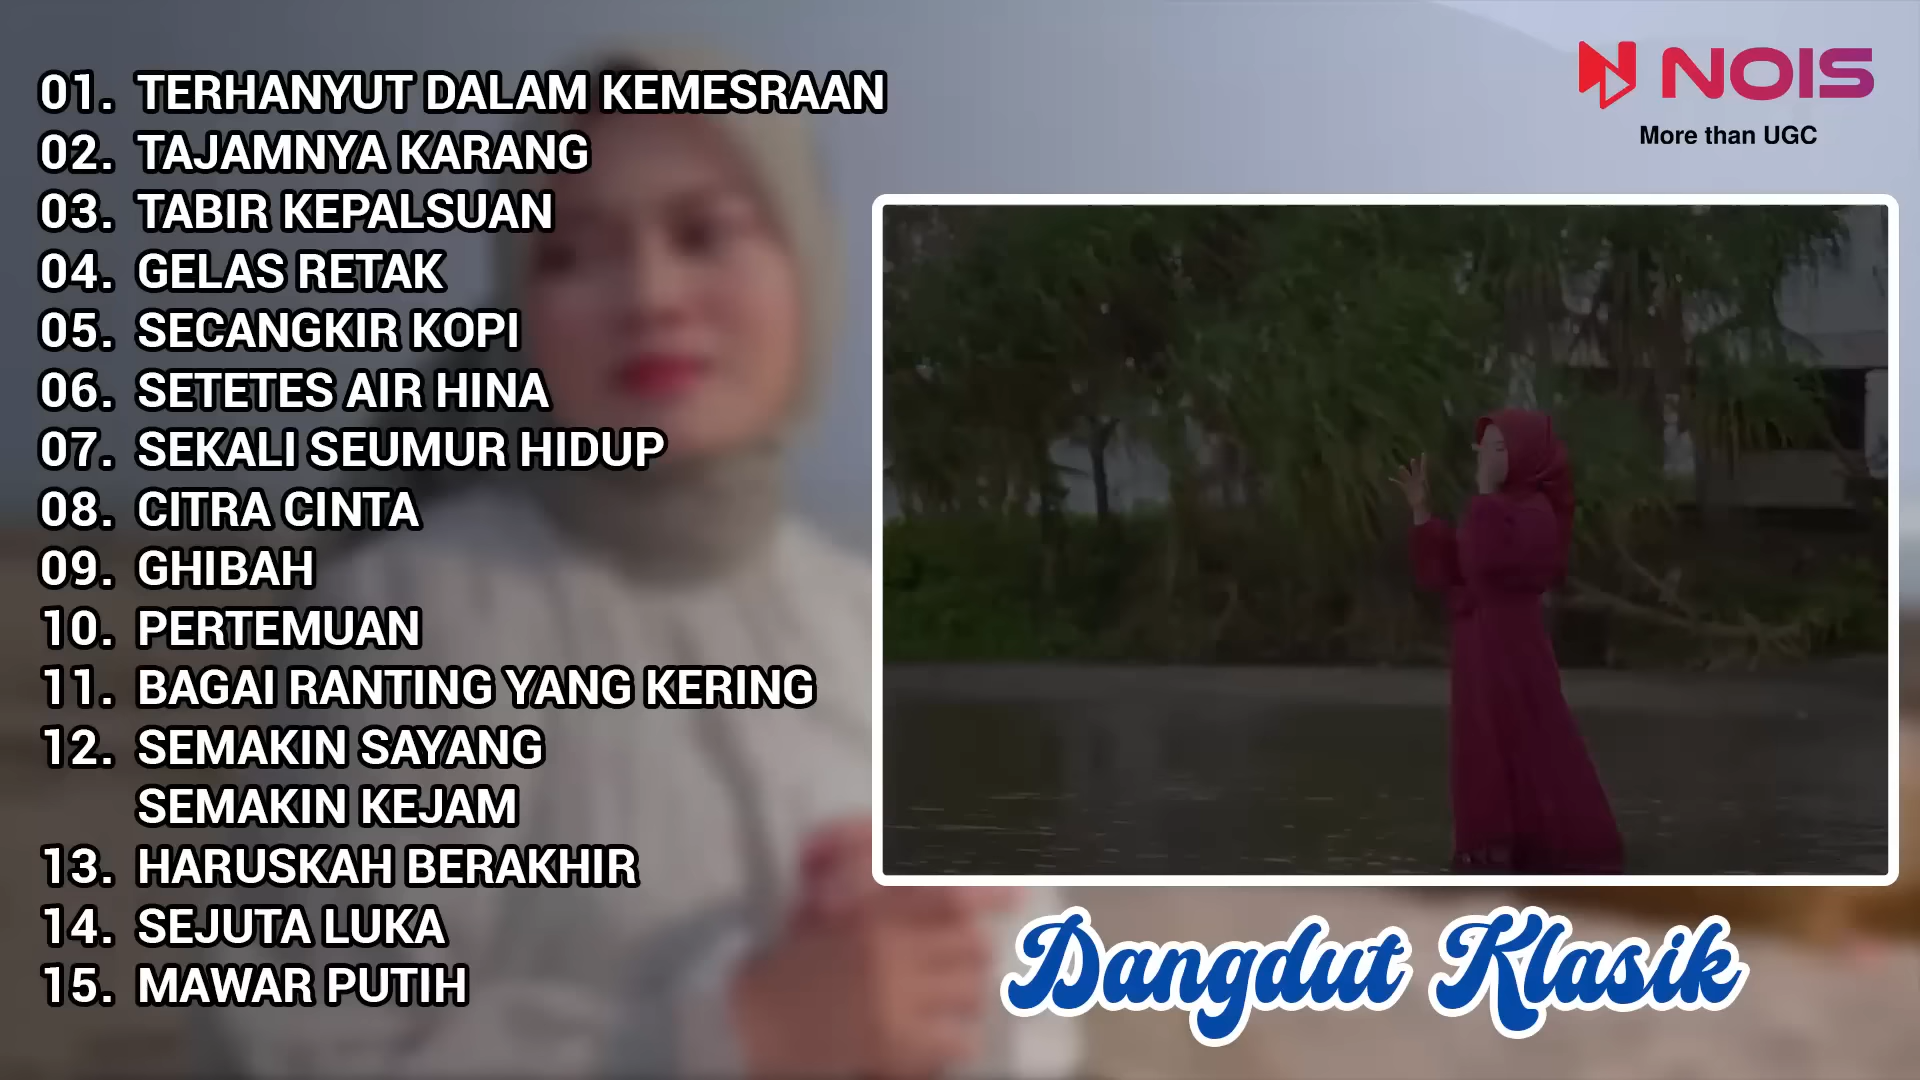 01. TERHANYUT DALAM KEMESRAAN
02. TAJAMNYA KARANG
03. TABIR KEPALSUAN
04. GELAS RETAK
05. SECANGKIR KOPI
06. SETETES AIR HINA
07. SEKALI SEUMUR HIDUP
08. CITRA CINTA
09. GHIBAH
10. PERTEMUAN
11. BAGAI RANTING YANG KERING
12. SEMAKIN SAYANG
SEMAKIN KEJAM
13. HARUSKAH BERAKHIR
14. SEJUTA LUKA
15. MAWAR PUTIH
NOIS
More than UGC
Dangdut Klasik